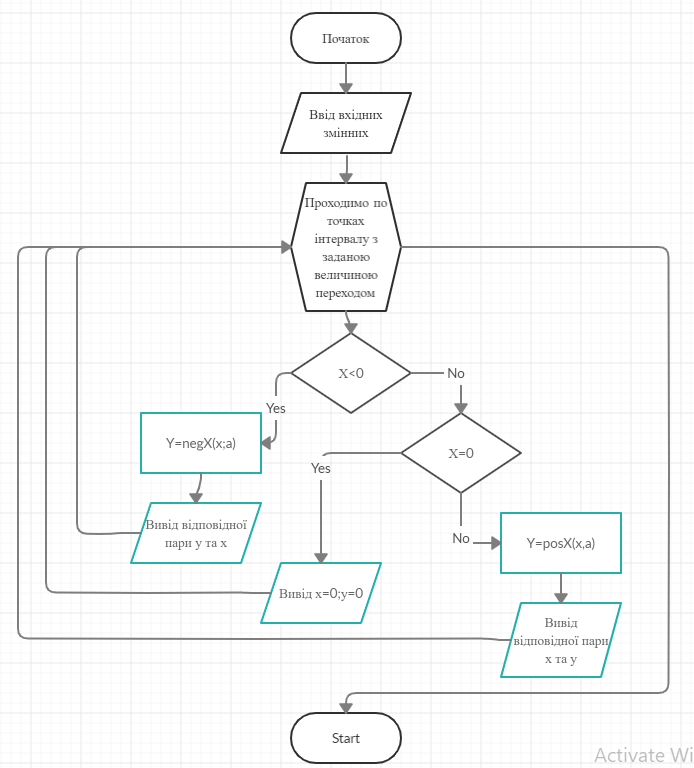 Початок
Ввід вхідних
змінних
Проходимо по
точках
інтервалу з
заданою
величиною
переходом
X<0
No
Yes
Y=negX(x;a)
X=0
Yes
Вивід відповідної
пари у та х
No
Y=posX(x,a)
Вивід x=0;y=0
Вивід
відповідної пари
х та у
Start
Activate Wi